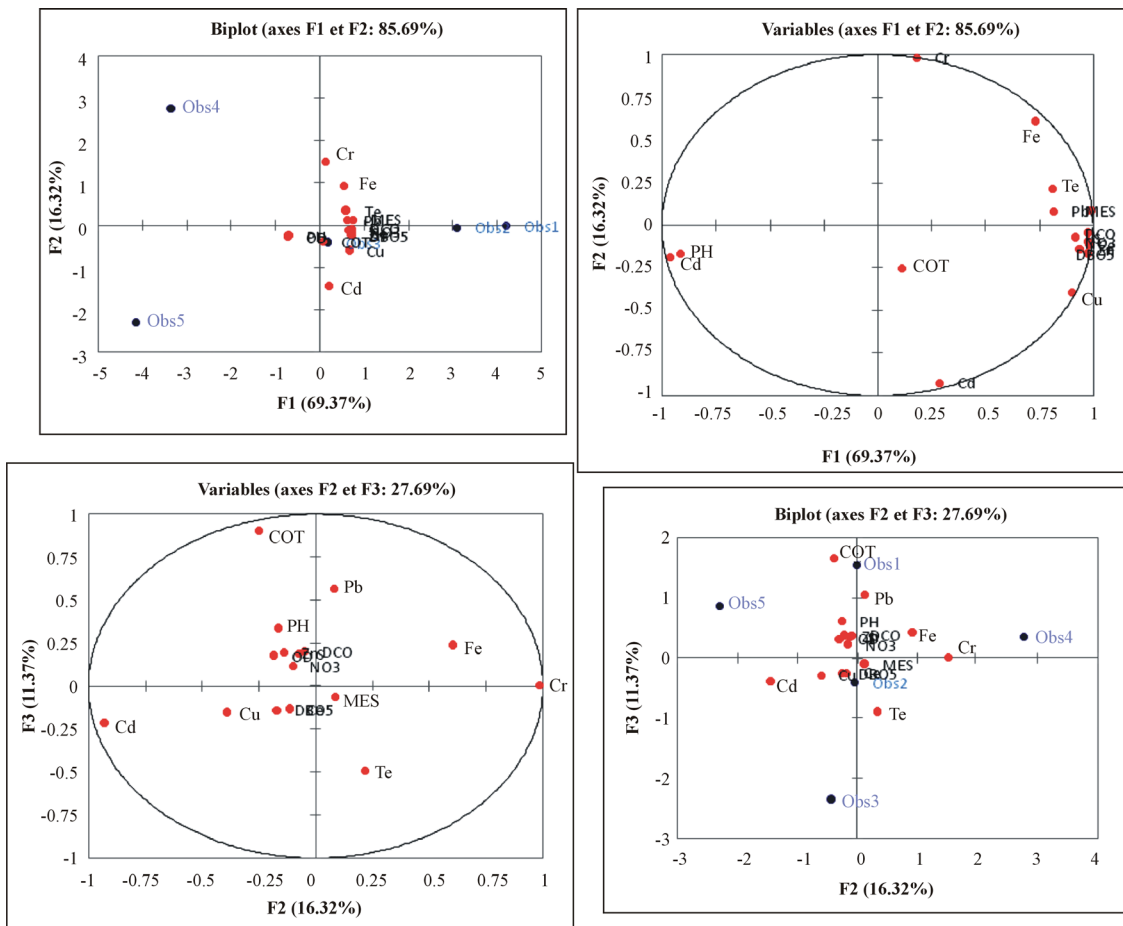 Biplot (axes F1 et F2: 85.69%)
F2 (16.32%)
4
3
2
1
0
-1
-2
-3
Obs4
Cr
Fe
Te
MES
Obs2
Obs1
COT
DBO5
Cu
Cd
Obs5
-5 -4 -3 -2 -1 0 1 2 3 4 5
F1 (69.37%)
Variables (axes F1 et F2: 85.69%)
F2 (16.32%)
1
0.75
0.5
0.25
0
-0.25
-0.5
-0.75
-1
Cr
Fe
Te
Pb
MES
DCO
NO3
PH
Cd
COT
DBO5
Cu
Cd
-1 -0.75 -0.5 -0.25 0 0.25 0.5 0.75 1
F1 (69.37%)
Variables (axes F2 et F3: 27.69%)
F3 (11.37%)
1
0.75
0.5
0.25
0
-0.25
-0.5
-0.75
-1
COT
Pb
PH
Fe
DCO
NO3
Cr
MES
Cu
Cd
Te
-1 -0.75 -0.5 -0.25 0 0.25 0.5 0.75 1
F2 (16.32%)
Biplot (axes F2 et F3: 27.69%)
F3 (11.37%)
2
1
0
-1
-2
-3
COT
Obs1
Obs5
Pb
PH
DCO
Fe
Obs4
NO3
Cr
MES
Cu
Cd
Obs2
Te
Obs3
-3 -2 -1 0 1 2 3 4
F2 (16.32%)